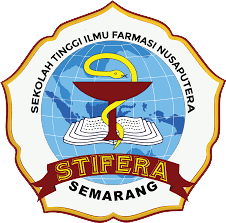 SEKOLAH TINGGI ILMU FARMASI NUSAPUTERA
STIFERA
SEMARANG